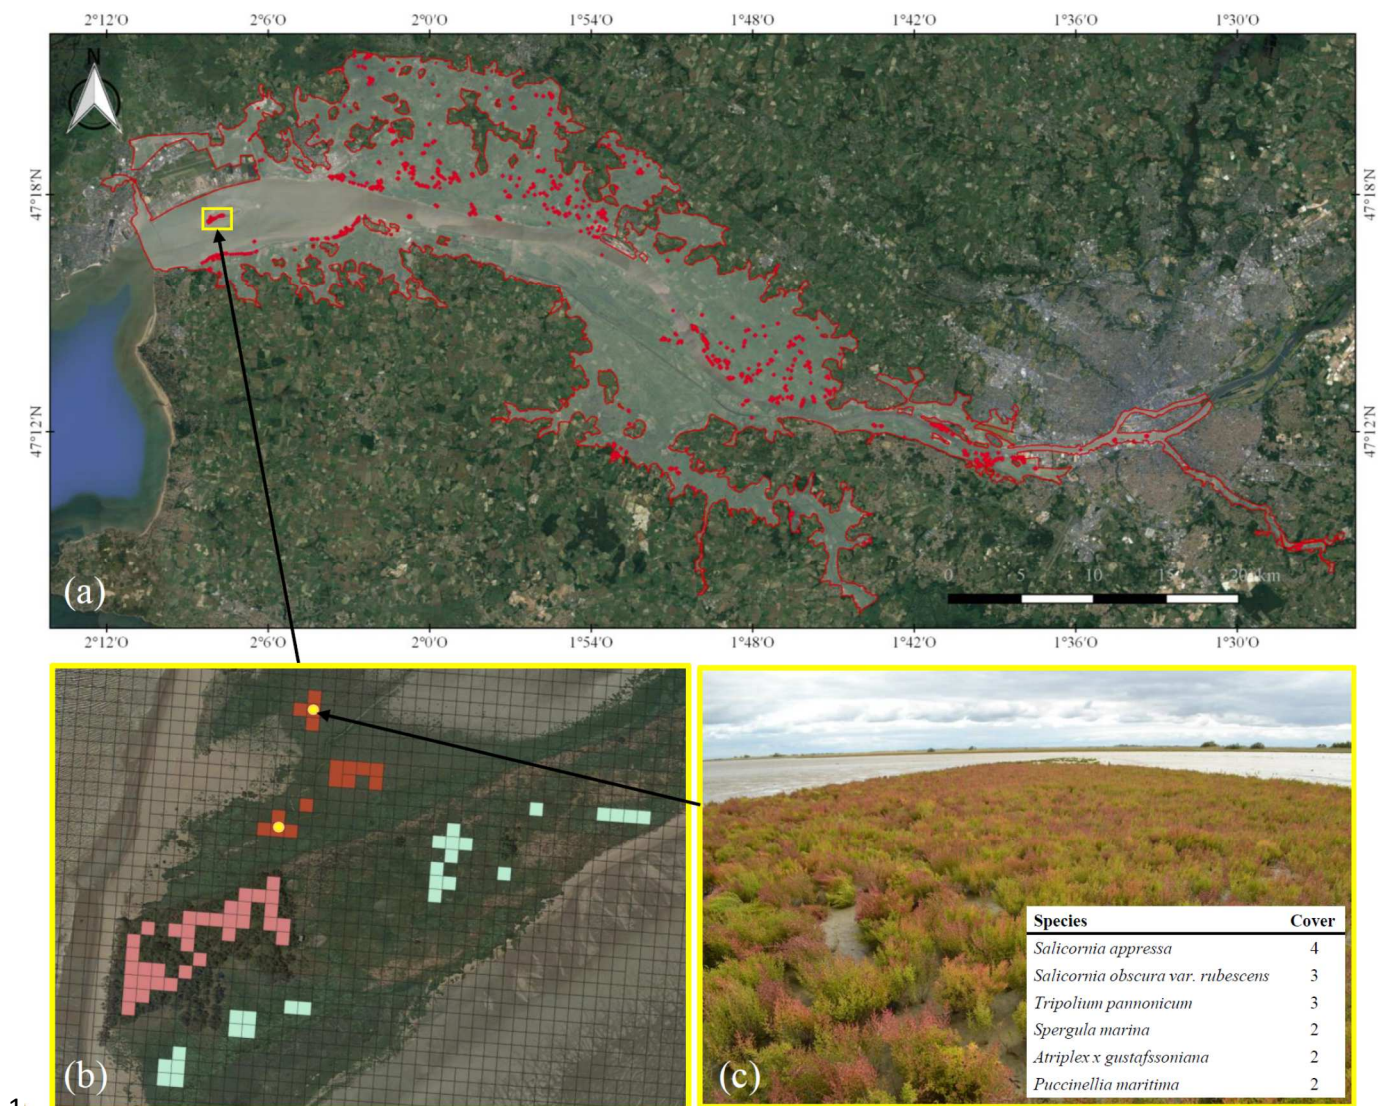 2°12'O 2°6'O 2°0'O 1°54'O 1°48'O 1°42'O 1°36'O 1°30'O
N
47°18'N 47°18'N
47°12'N 47°12'N
(a)
0 5 10 15 20 km
2°12'O 2°6'O 2°0'O 1°54'O 1°48'O 1°42'O 1°36'O 1°30'O
(b)
(c)
Species Cover
Salicornia appressa 4
Salicornia obscura var. rubescens 3
Tripolium pannonicum 3
Spergula marina 2
Atriplex x gustafssoniana 2
Puccinellia maritima 2